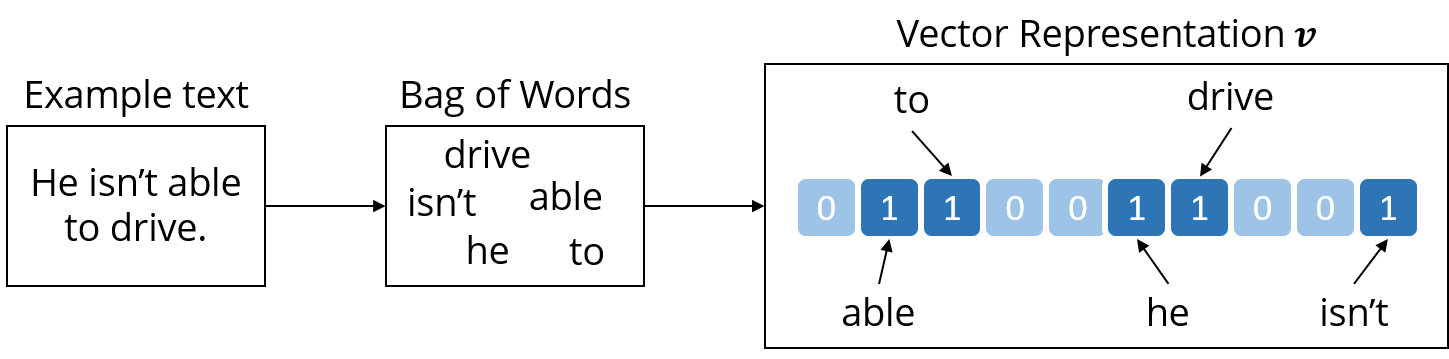 Vector Representation v
Example text
Bag of Words
He isn’t able
to drive.
drive
isn’t able
he to
to drive
0 1 1 0 0 1 1 0 0 1
able he isn’t